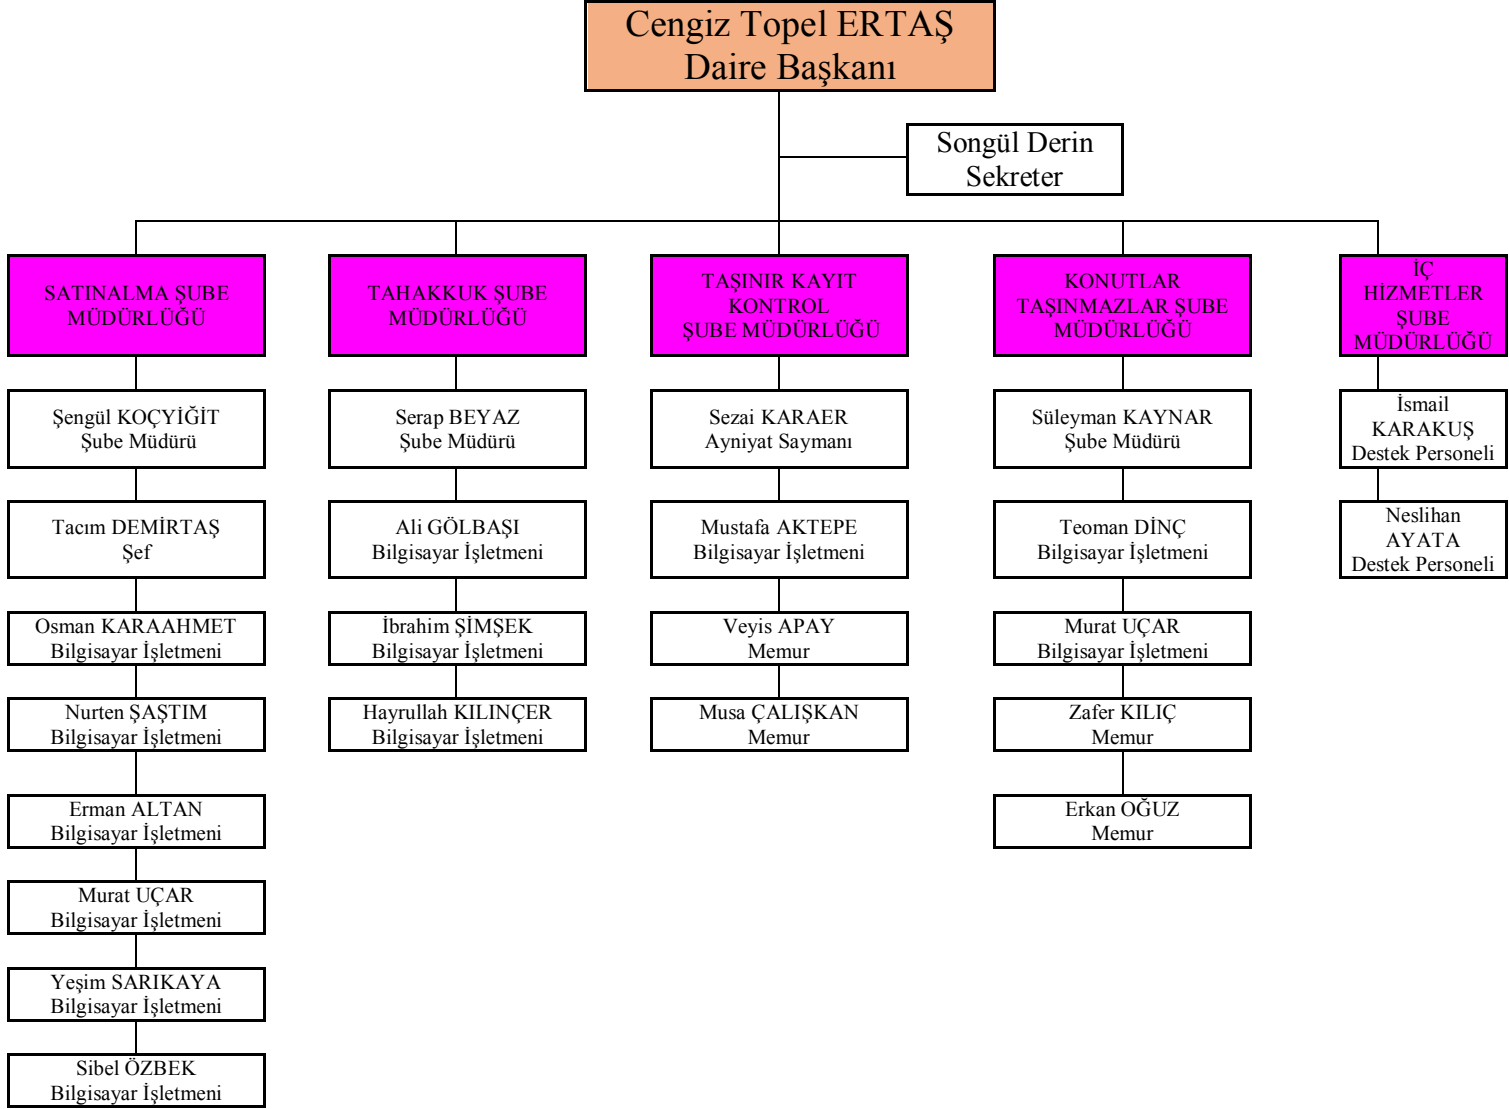 Cengiz Topel ERTAŞ
Daire Başkanı
Songül Derin
Sekreter
SATINALMA ŞUBE
MÜDÜRLÜĞÜ
Şengül KOÇYİĞİT
Şube Müdürü
Tacım DEMİRTAŞ
Şef
Osman KARAAHMET
Bilgisayar İşletmeni
Nurten ŞAŞTIM
Bilgisayar İşletmeni
Erman ALTAN
Bilgisayar İşletmeni
Murat UÇAR
Bilgisayar İşletmeni
Yeşim SARIKAYA
Bilgisayar İşletmeni
Sibel ÖZBEK
Bilgisayar İşletmeni
TAHAKKUK ŞUBE
MÜDÜRLÜĞÜ
Serap BEYAZ
Şube Müdürü
Ali GÖLBAŞI
Bilgisayar İşletmeni
İbrahim ŞİMŞEK
Bilgisayar İşletmeni
Hayrullah KILINÇER
Bilgisayar İşletmeni
TAŞINIR KAYIT
KONTROL
ŞUBE MÜDÜRLÜĞÜ
Sezai KARAER
Ayniyat Saymanı
Mustafa AKTEPE
Bilgisayar İşletmeni
Veyis APAY
Memur
Musa ÇALIŞKAN
Memur
KONUTLAR
TAŞINMAZLAR ŞUBE
MÜDÜRLÜĞÜ
Süleyman KAYNAR
Şube Müdürü
Teoman DİNÇ
Bilgisayar İşletmeni
Murat UÇAR
Bilgisayar İşletmeni
Zafer KILIÇ
Memur
Erkan OĞUZ
Memur
İÇ
HİZMETLER
ŞUBE
MÜDÜRLÜĞÜ
İsmail
KARAKUŞ
Destek Personeli
Neslihan
AYATA
Destek Personeli